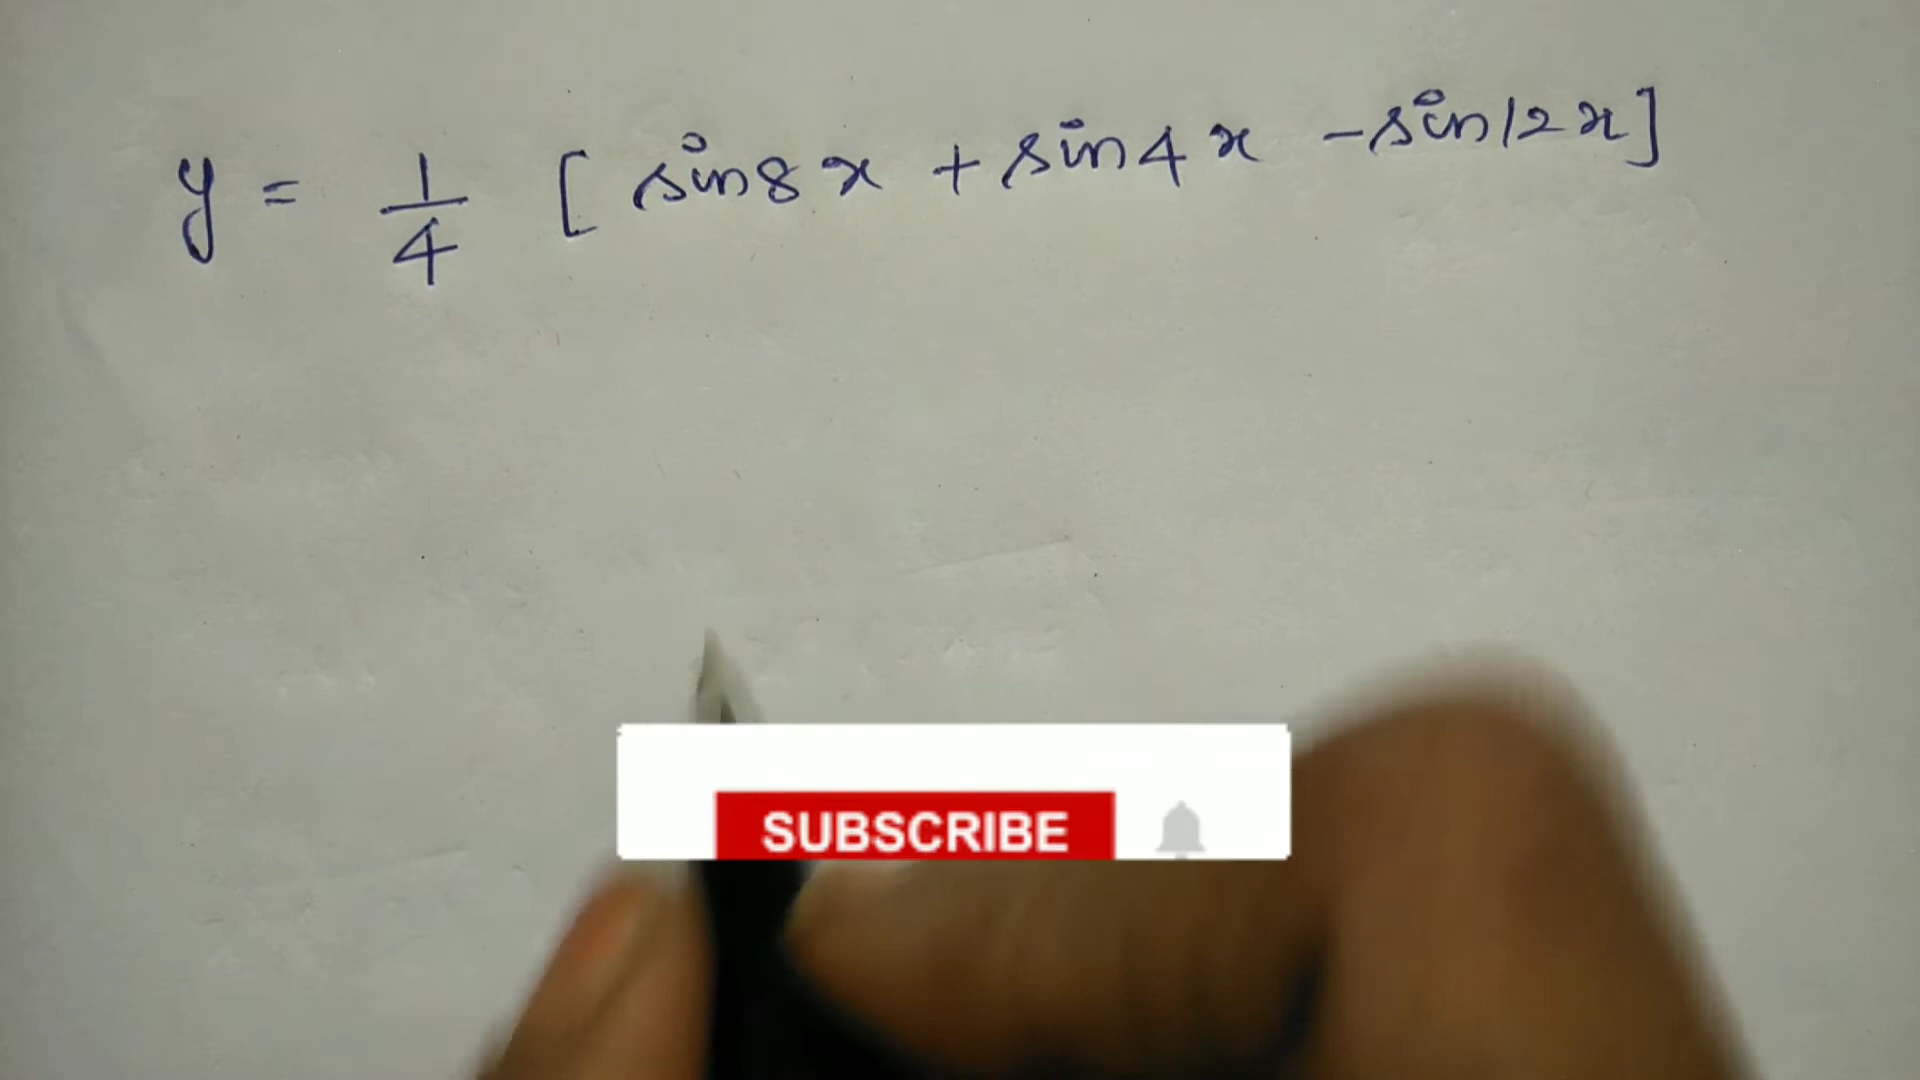 y = 1/4 [ sin8x + sin4x - sin12x ]
SUBSCRIBE